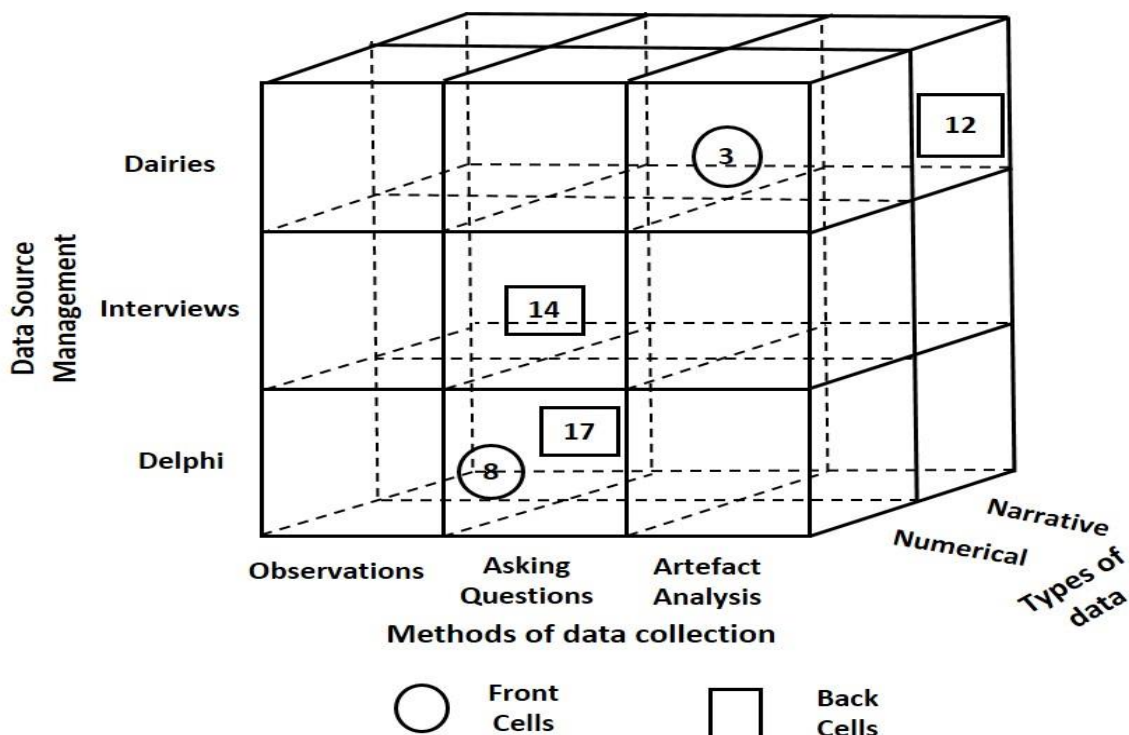 12
3
Dairies
Data Source
Management
Interviews
14
17
Delphi
8
Narrative
Numerical
Types of
data
Observations
Asking
Questions
Artefact
Analysis
Methods of data collection
Front
Cells
Back
Cells